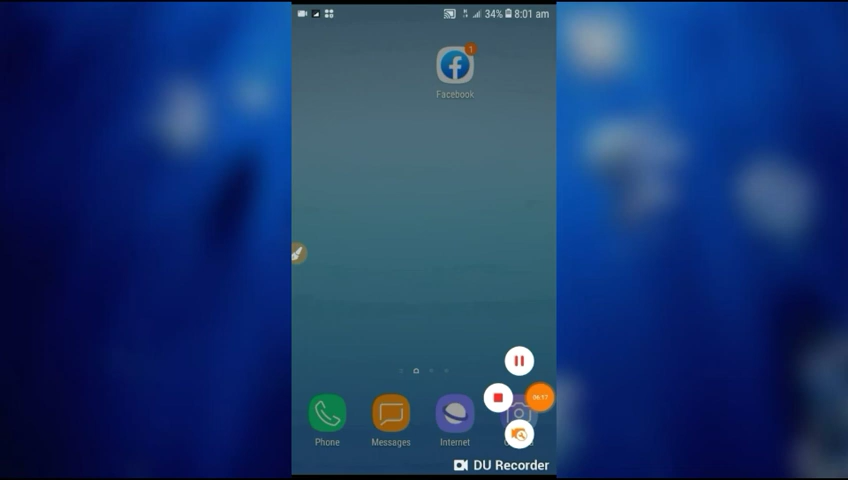 34% 8:01 am
1
Facebook
06:17
Phone
Messages
Internet
DU Recorder